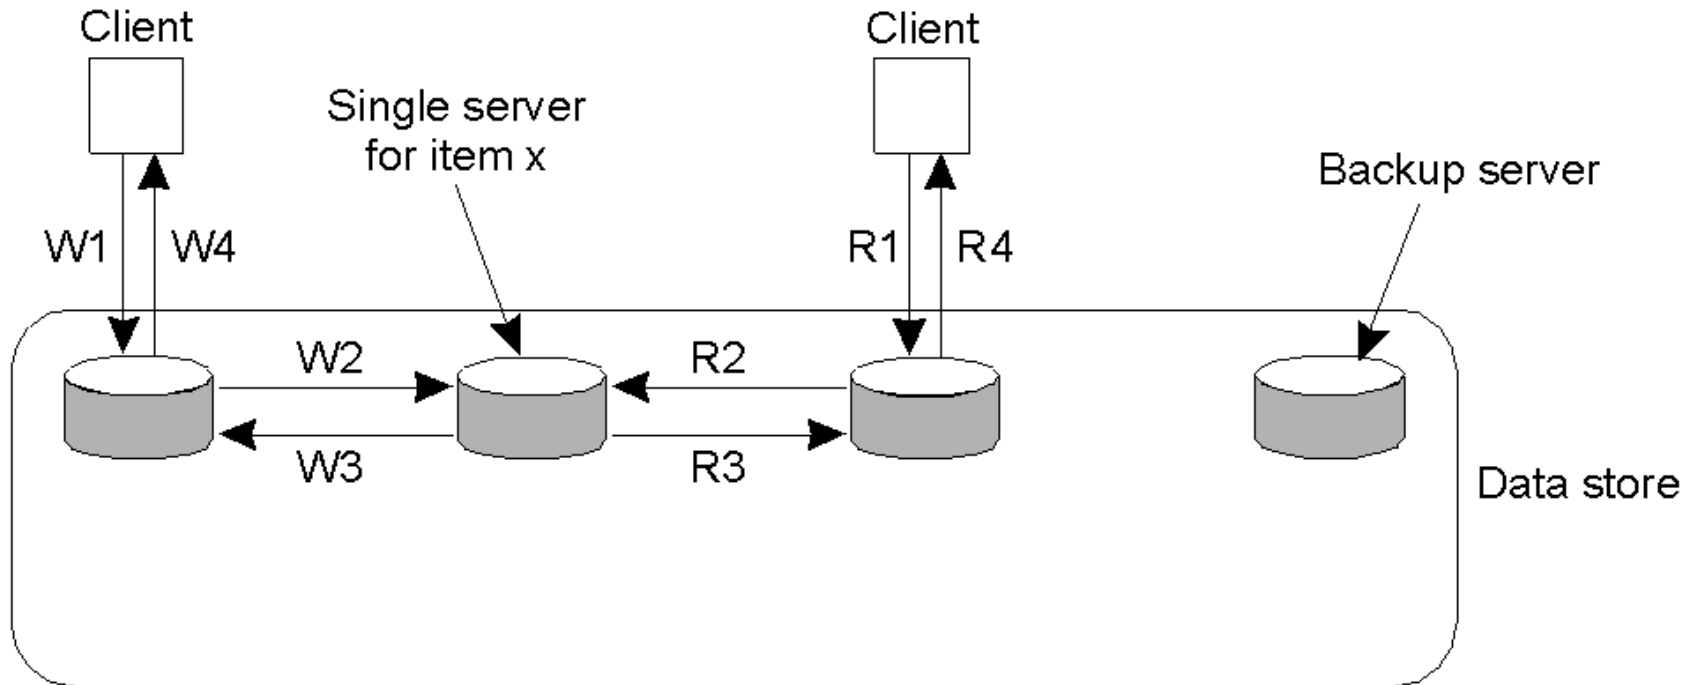 Client
Client
Single server
for item x
Backup server
W1
W4
R1
R4
W2
R2
W3
R3
Data store